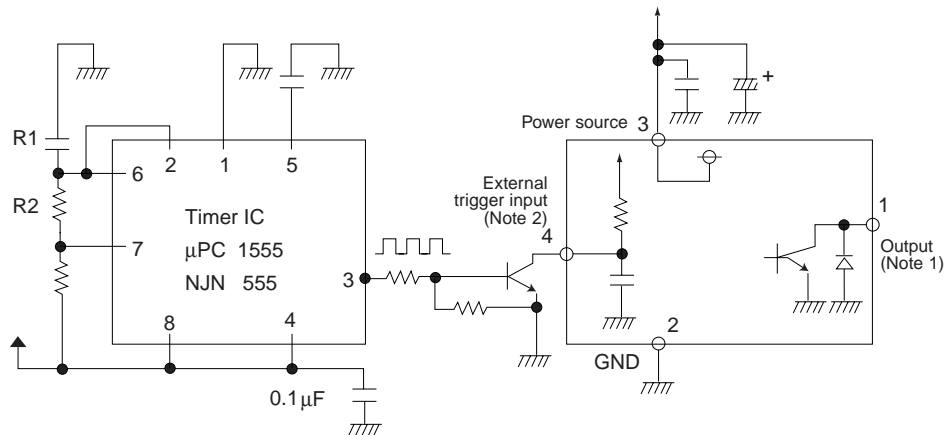 R1
R2
2
1
5
6
7
3
8
4
Timer IC
μPC 1555
NJN 555
0.1μF
External
trigger input
(Note 2)
4
Power source
3
+
1
Output
(Note 1)
2
GND